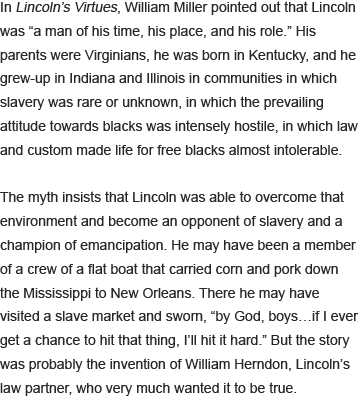 In Lincoln’s Virtues, William Miller pointed out that Lincoln
was “a man of his time, his place, and his role.” His
parents were Virginians, he was born in Kentucky, and he
grew-up in Indiana and Illinois in communities in which
slavery was rare or unknown, in which the prevailing
attitude towards blacks was intensely hostile, in which law
and custom made life for free blacks almost intolerable.

The myth insists that Lincoln was able to overcome that
environment and become an opponent of slavery and a
champion of emancipation. He may have been a member
of a crew of a flat boat that carried corn and pork down
the Mississippi to New Orleans. There he may have
visited a slave market and sworn, “by God, boys…if I ever
get a chance to hit that thing, I’ll hit it hard.” But the story
was probably the invention of William Herndon, Lincoln’s
law partner, who very much wanted it to be true.